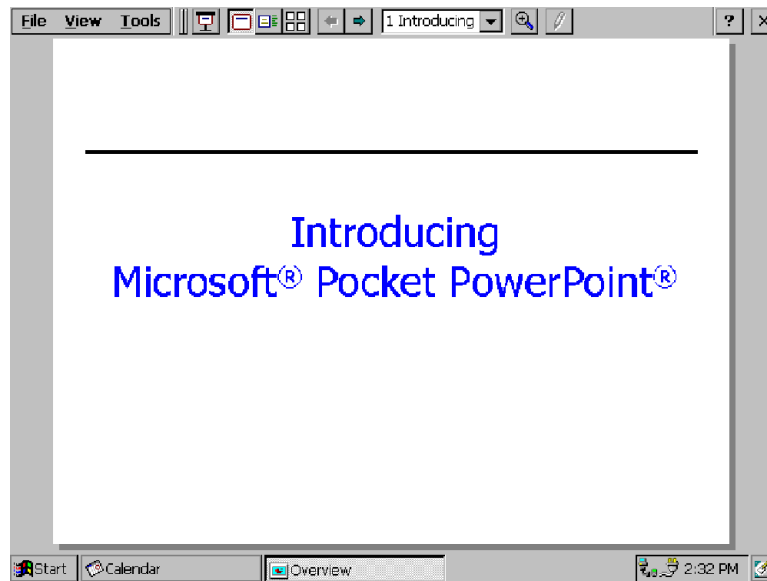 File View Tools 1 Introducing ?
Introducing
Microsoft® Pocket PowerPoint®
Start Calendar Overview 2:32 PM